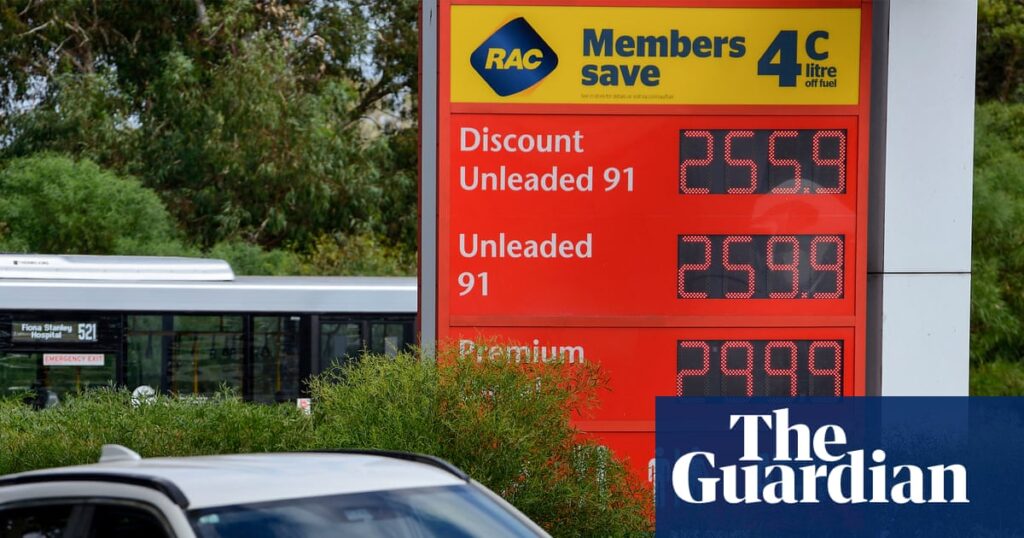 RAC
Members
save
4c
litre
off fuel
Discount
Unleaded 91
255.9
Unleaded
91
259.9
Premium
299.9
Fiona Stanley
Hospital
521
EMERGENCY EXIT
The
Guardian